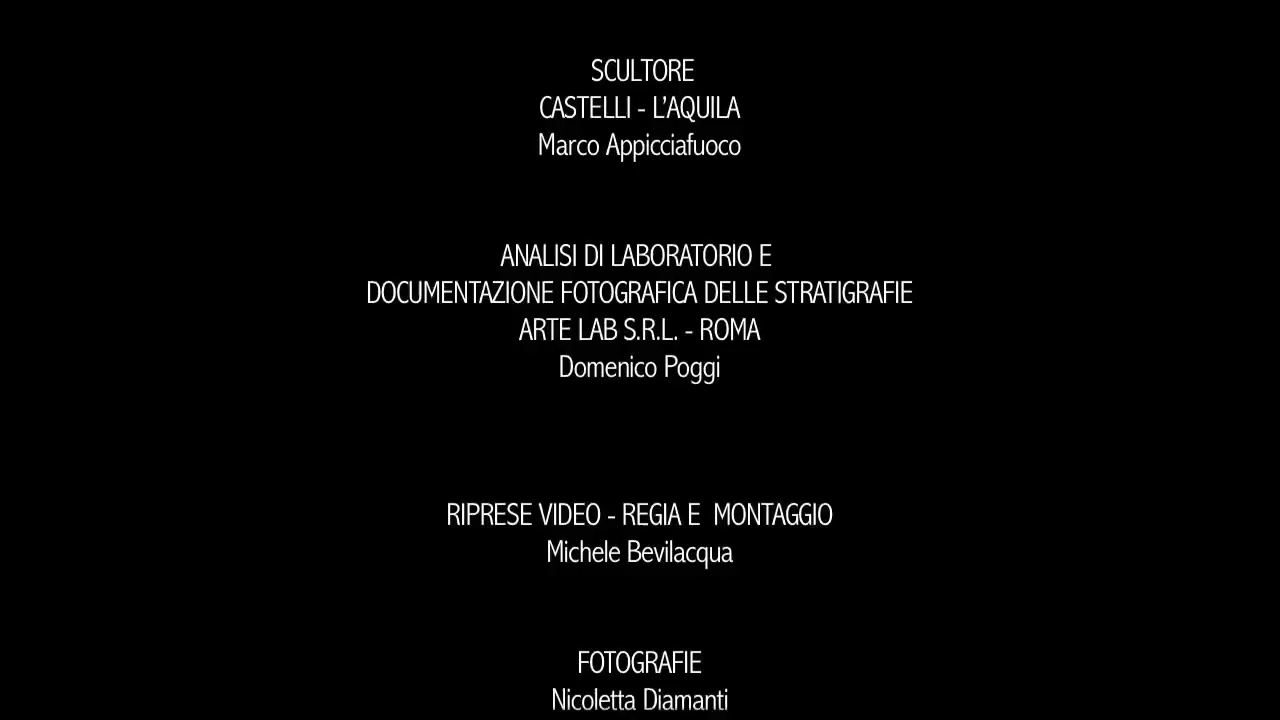 SCULTORE
CASTELLI - L’AQUILA
Marco Appicciafuoco
ANALISI DI LABORATORIO E
DOCUMENTAZIONE FOTOGRAFICA DELLE STRATIGRAFIE
ARTE LAB S.R.L. - ROMA
Domenico Poggi
RIPRESE VIDEO - REGIA E  MONTAGGIO
Michele Bevilacqua
FOTOGRAFIE
Nicoletta Diamanti